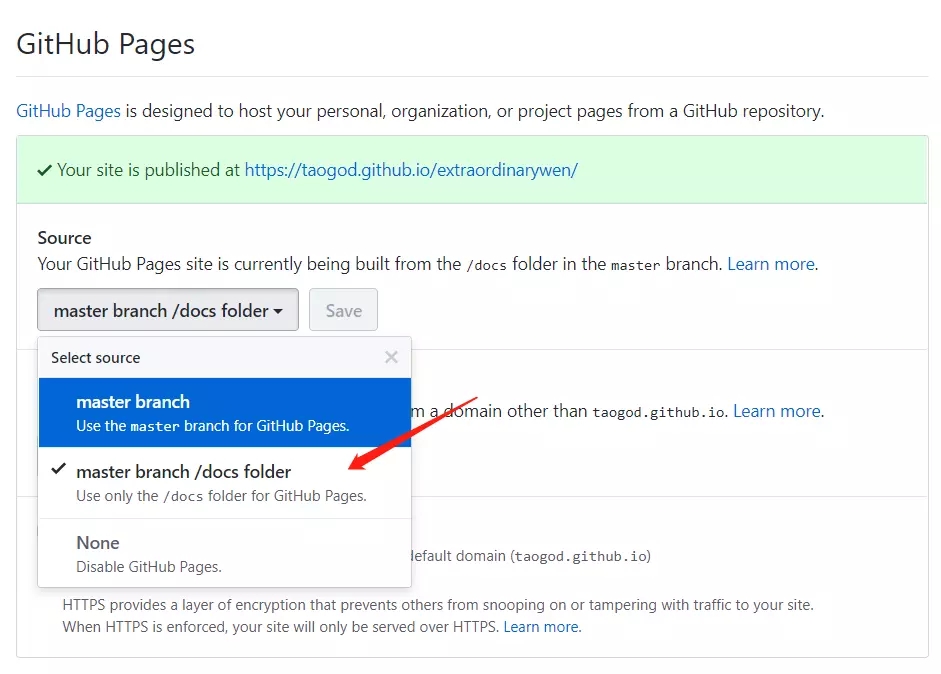 GitHub Pages
GitHub Pages is designed to host your personal, organization, or project pages from a GitHub repository.
Your site is published at https://taogod.github.io/extraordinarywen/
Source
Your GitHub Pages site is currently being built from the /docs folder in the master branch. Learn more.
master branch /docs folder Save
Select source
master branch
Use the master branch for GitHub Pages.
a domain other than taogod.github.io. Learn more.
master branch /docs folder
Use only the /docs folder for GitHub Pages.
None
default domain (taogod.github.io)
Disable GitHub Pages.
HTTPS provides a layer of encryption that prevents others from snooping on or tampering with traffic to your site.
When HTTPS is enforced, your site will only be served over HTTPS. Learn more.